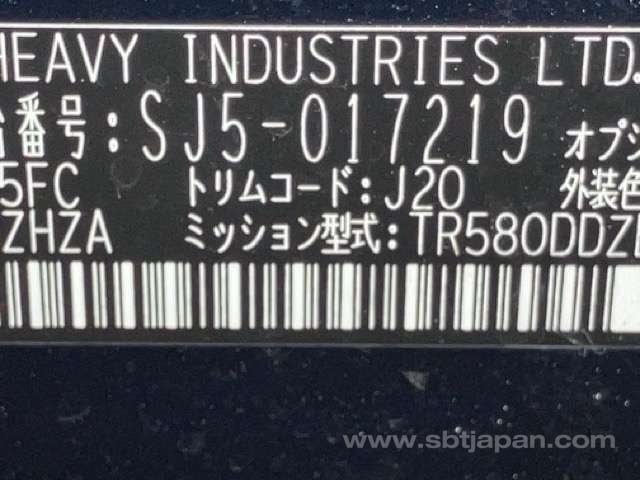 HEAVY INDUSTRIES LTD.
台番号:SJ5-017219 オプシ
5FC トリムコード:J20 外装色
ZHZA ミッション型式:TR580DDZ
www.sbtjapan.com